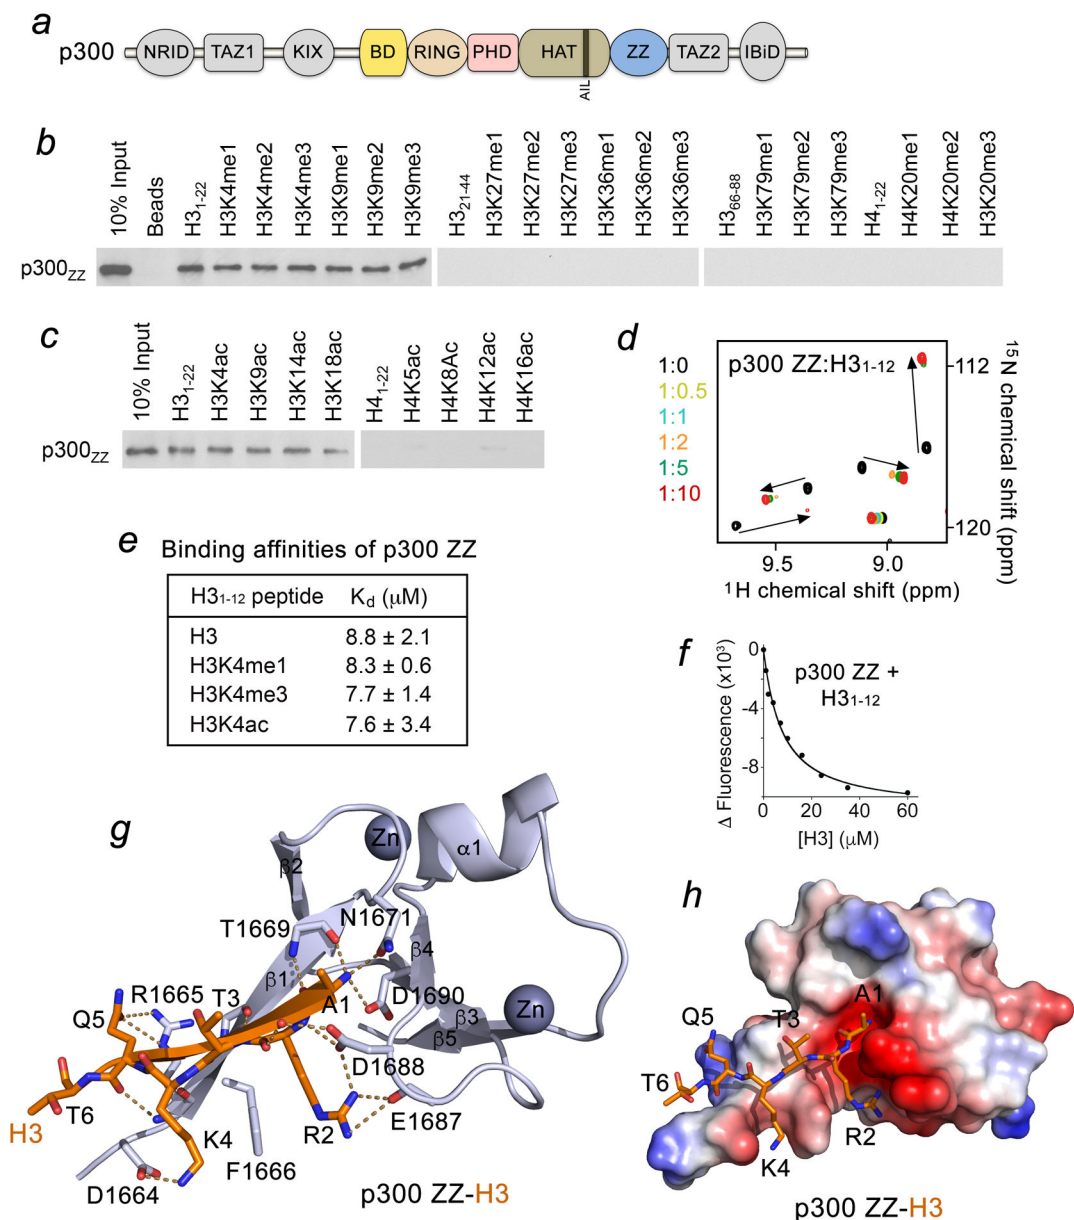 a
p300 NRID TAZ1 KIX BD RING PHD HAT ZZ TAZ2 IBiD
AIL
b
10% Input Beads H31-22 H3K4me1 H3K4me2 H3K4me3 H3K9me1 H3K9me2 H3K9me3
H321-44 H3K27me1 H3K27me2 H3K27me3 H3K36me1 H3K36me2 H3K36me3
H366-88 H3K79me1 H3K79me2 H3K79me3 H41-22 H4K20me1 H4K20me2 H3K20me3
p300ZZ
c
10% Input H31-22 H3K4ac H3K9ac H3K14ac H3K18ac
H41-22 H4K5ac H4K8Ac H4K12ac H4K16ac
p300ZZ
d
1:0
1:0.5
1:1
1:2
1:5
1:10
p300 ZZ:H31-12
112
120
15N chemical shift (ppm)
9.5 9.0
1H chemical shift (ppm)
e Binding affinities of p300 ZZ
H31-12 peptide Kd (μM)
H3 8.8 ± 2.1
H3K4me1 8.3 ± 0.6
H3K4me3 7.7 ± 1.4
H3K4ac 7.6 ± 3.4
f
p300 ZZ +
H31-12
Δ Fluorescence (x10³)
0
-4
-8
0 20 40 60
[H3] (μM)
g
Zn
α1
β2
N1671
T1669
β4
β1
A1
D1690
R1665
T3
Q5
β3
Zn
β5
D1688
T6
E1687
H3
K4
R2
F1666
D1664
p300 ZZ-H3
h
A1
Q5
T3
T6
R2
K4
p300 ZZ-H3